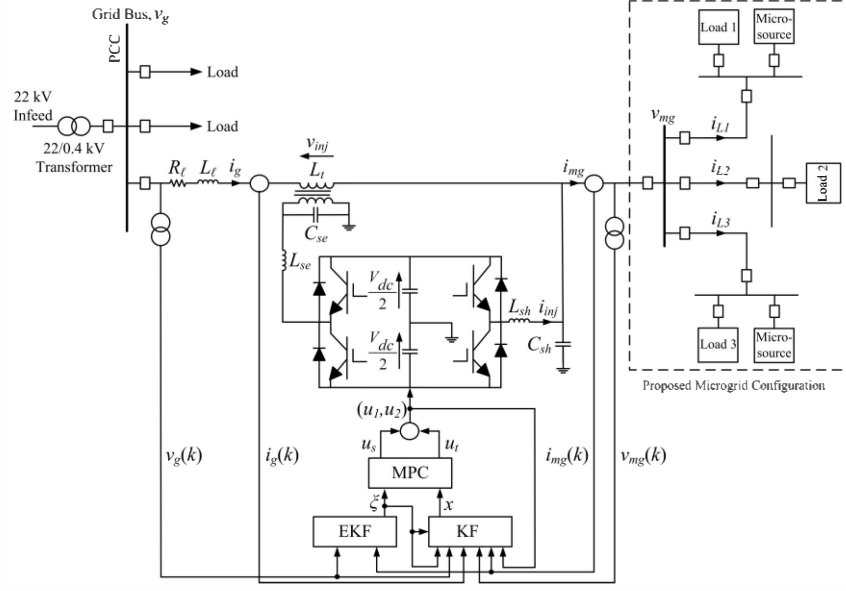 Grid Bus, v_g
PCC
Load
22 kV
Infeed
Load
22/0.4 kV
Transformer
R_ℓ
L_ℓ
i_g
v_inj
L_t
C_se
L_se
V_dc
2
V_dc
2
L_sh
i_inj
C_sh
i_mg
v_mg
i_L1
i_L2
i_L3
Load 1
Micro-
source
Load 2
Load 3
Micro-
source
Proposed Microgrid Configuration
(u_1,u_2)
u_s
u_t
v_g(k)
i_g(k)
i_mg(k)
v_mg(k)
MPC
ξ
x
EKF
KF